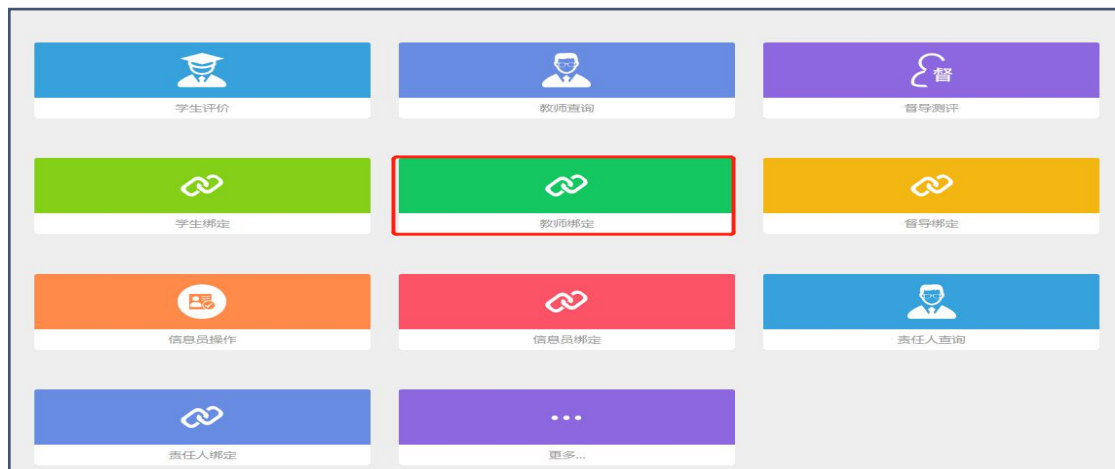 督
学生评价
教师查询
督导测评
学生绑定
教师绑定
督导绑定
信息员操作
信息员绑定
责任人查询
责任人绑定
更多...